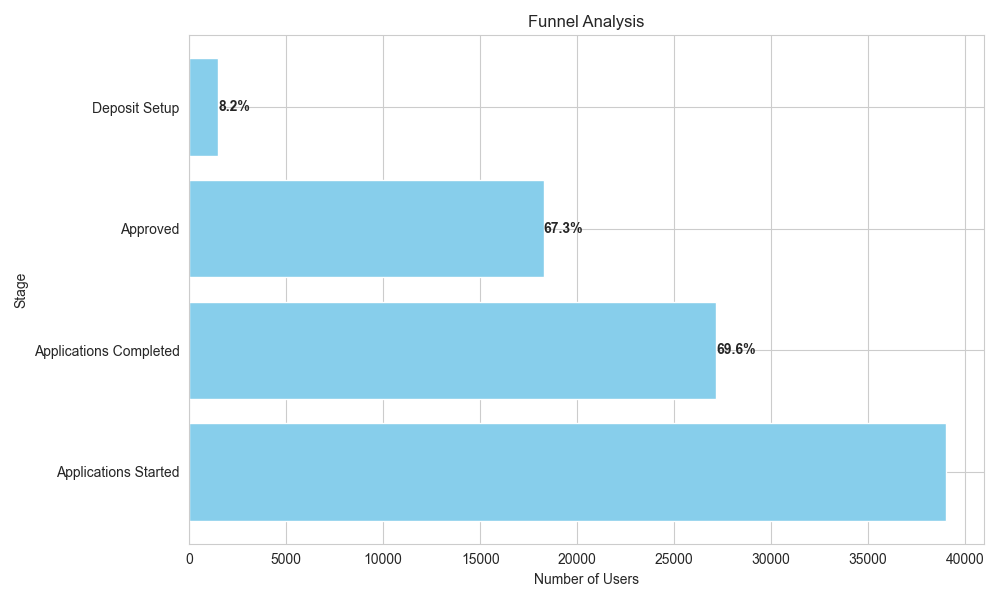 Funnel Analysis
Deposit Setup
8.2%
Approved
67.3%
Stage
Applications Completed
69.6%
Applications Started
0 5000 10000 15000 20000 25000 30000 35000 40000
Number of Users